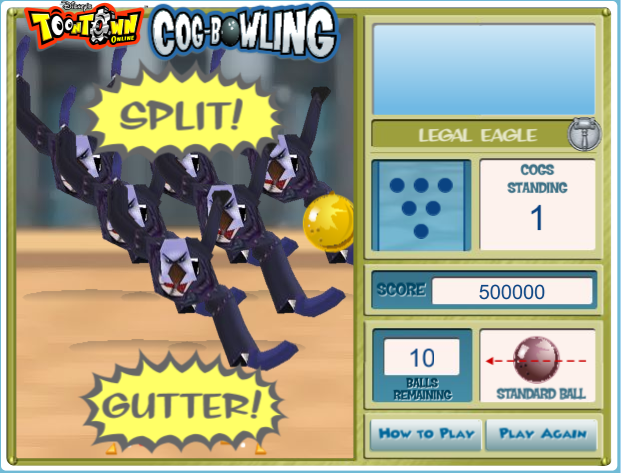 Disney's
TOONTOWN
ONLINE
COG-BOWLING
SPLIT!
GUTTER!
LEGAL EAGLE
COGS
STANDING
1
SCORE 500000
10
BALLS
REMAINING
STANDARD BALL
HOW TO PLAY
PLAY AGAIN